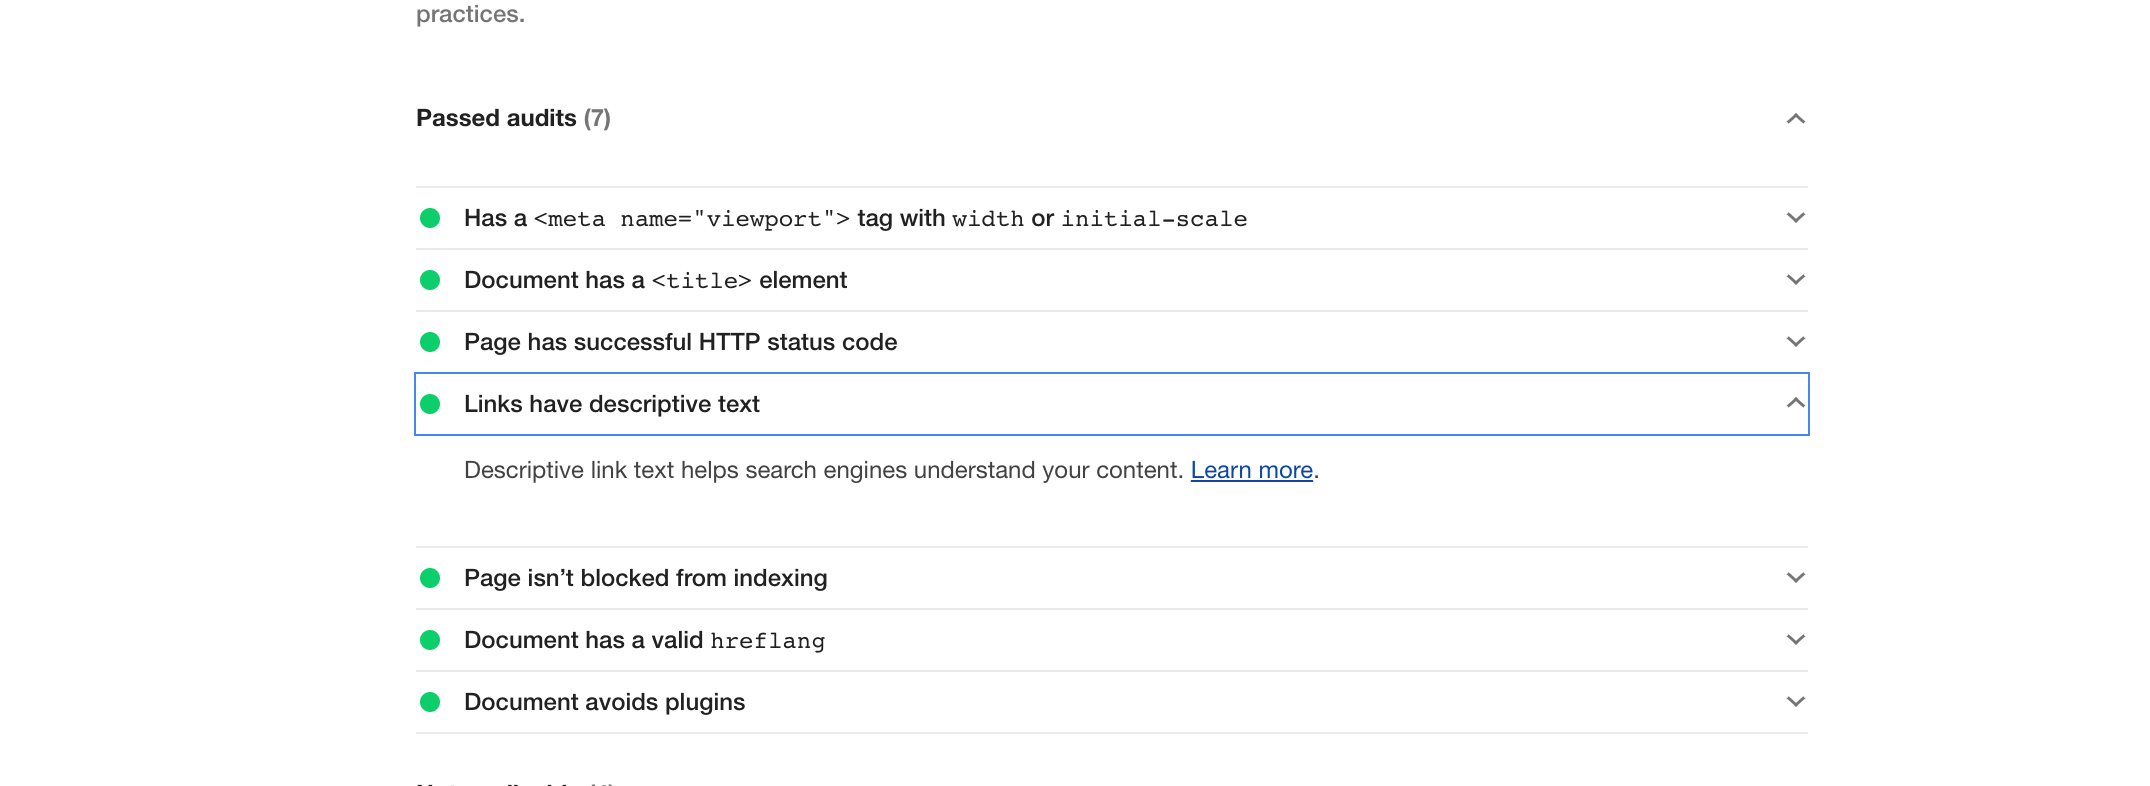 practices.
Passed audits (7)
Has a <meta name="viewport"> tag with width or initial-scale
Document has a <title> element
Page has successful HTTP status code
Links have descriptive text
Descriptive link text helps search engines understand your content. Learn more.
Page isn’t blocked from indexing
Document has a valid hreflang
Document avoids plugins